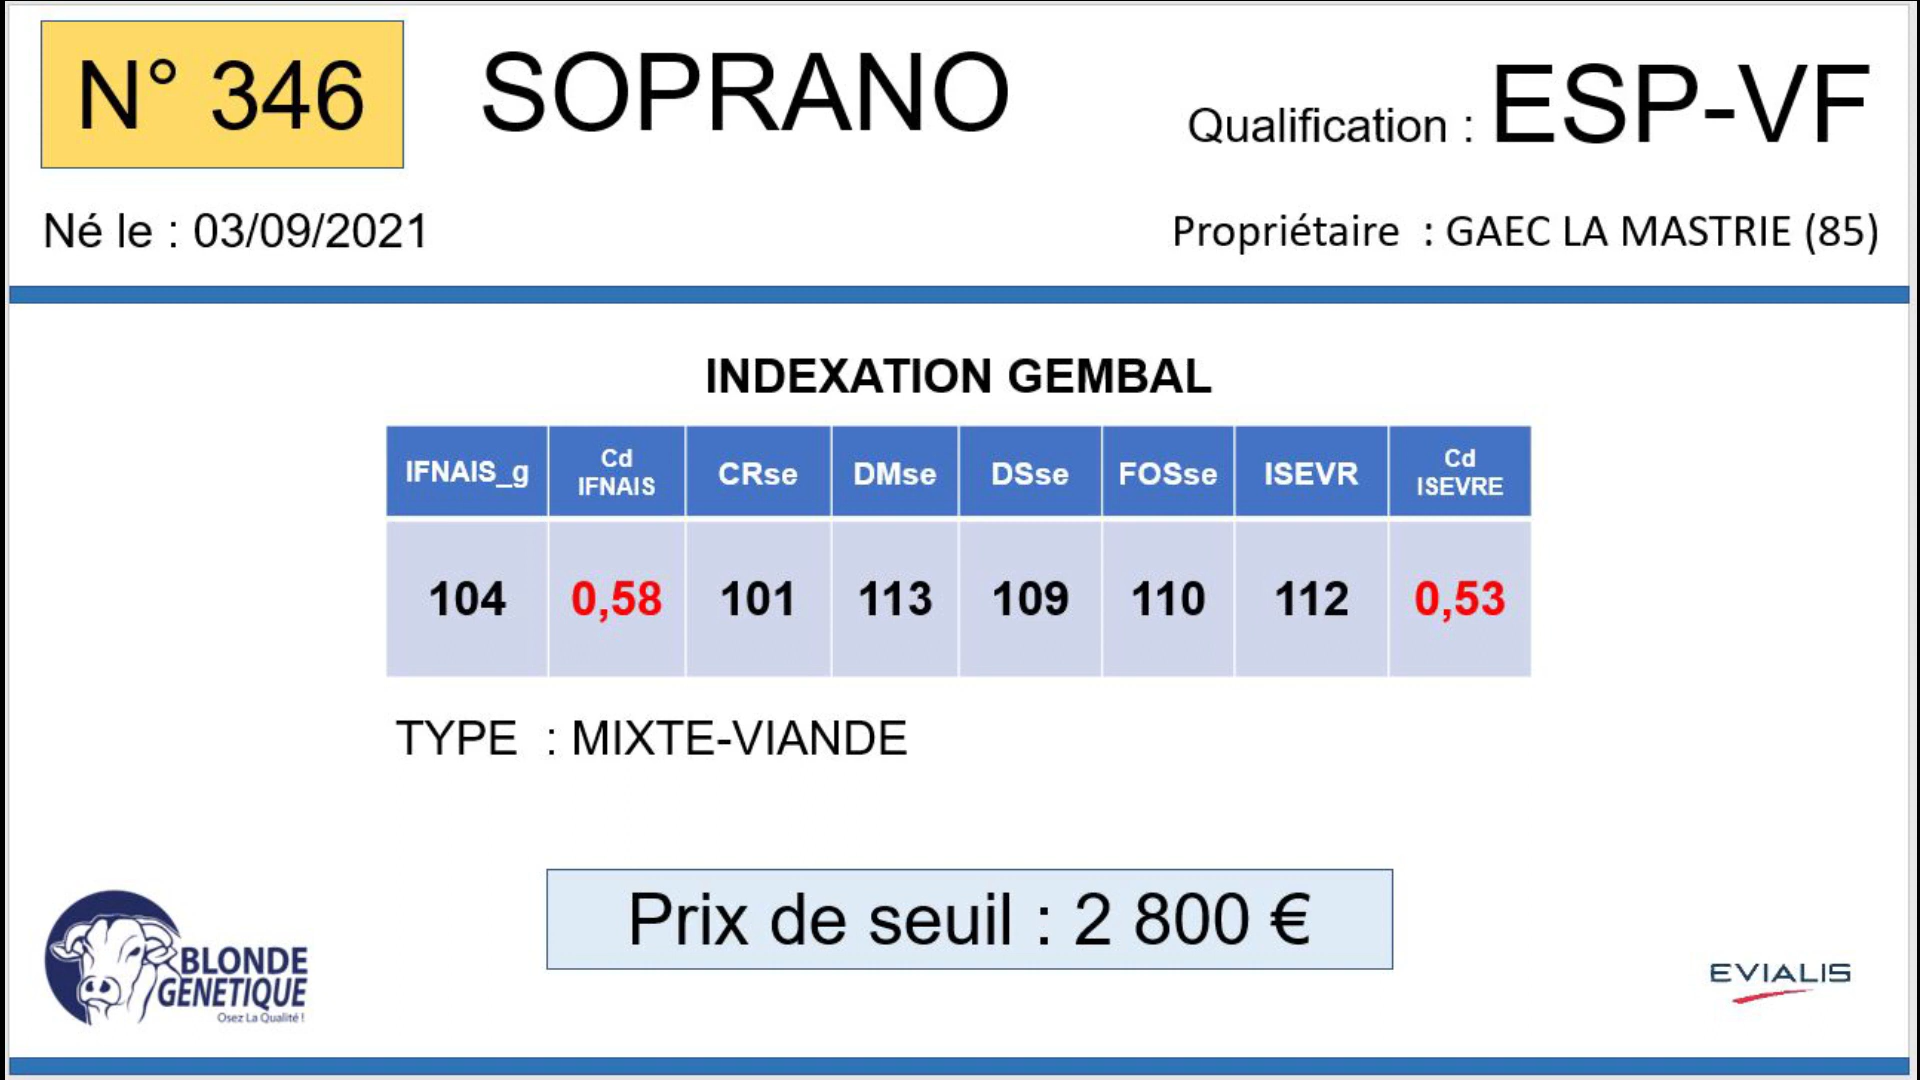 N° 346
SOPRANO
Qualification : ESP-VF
Né le : 03/09/2021
Propriétaire : GAEC LA MASTRIE (85)
INDEXATION GEMBAL
IFNAIS_g Cd IFNAIS CRse DMse DSse FOSse ISEVR Cd ISEVRE
104 0,58 101 113 109 110 112 0,53
TYPE : MIXTE-VIANDE
Prix de seuil : 2 800 €
BLONDE
GENETIQUE
Osez La Qualité !
EVIALIS